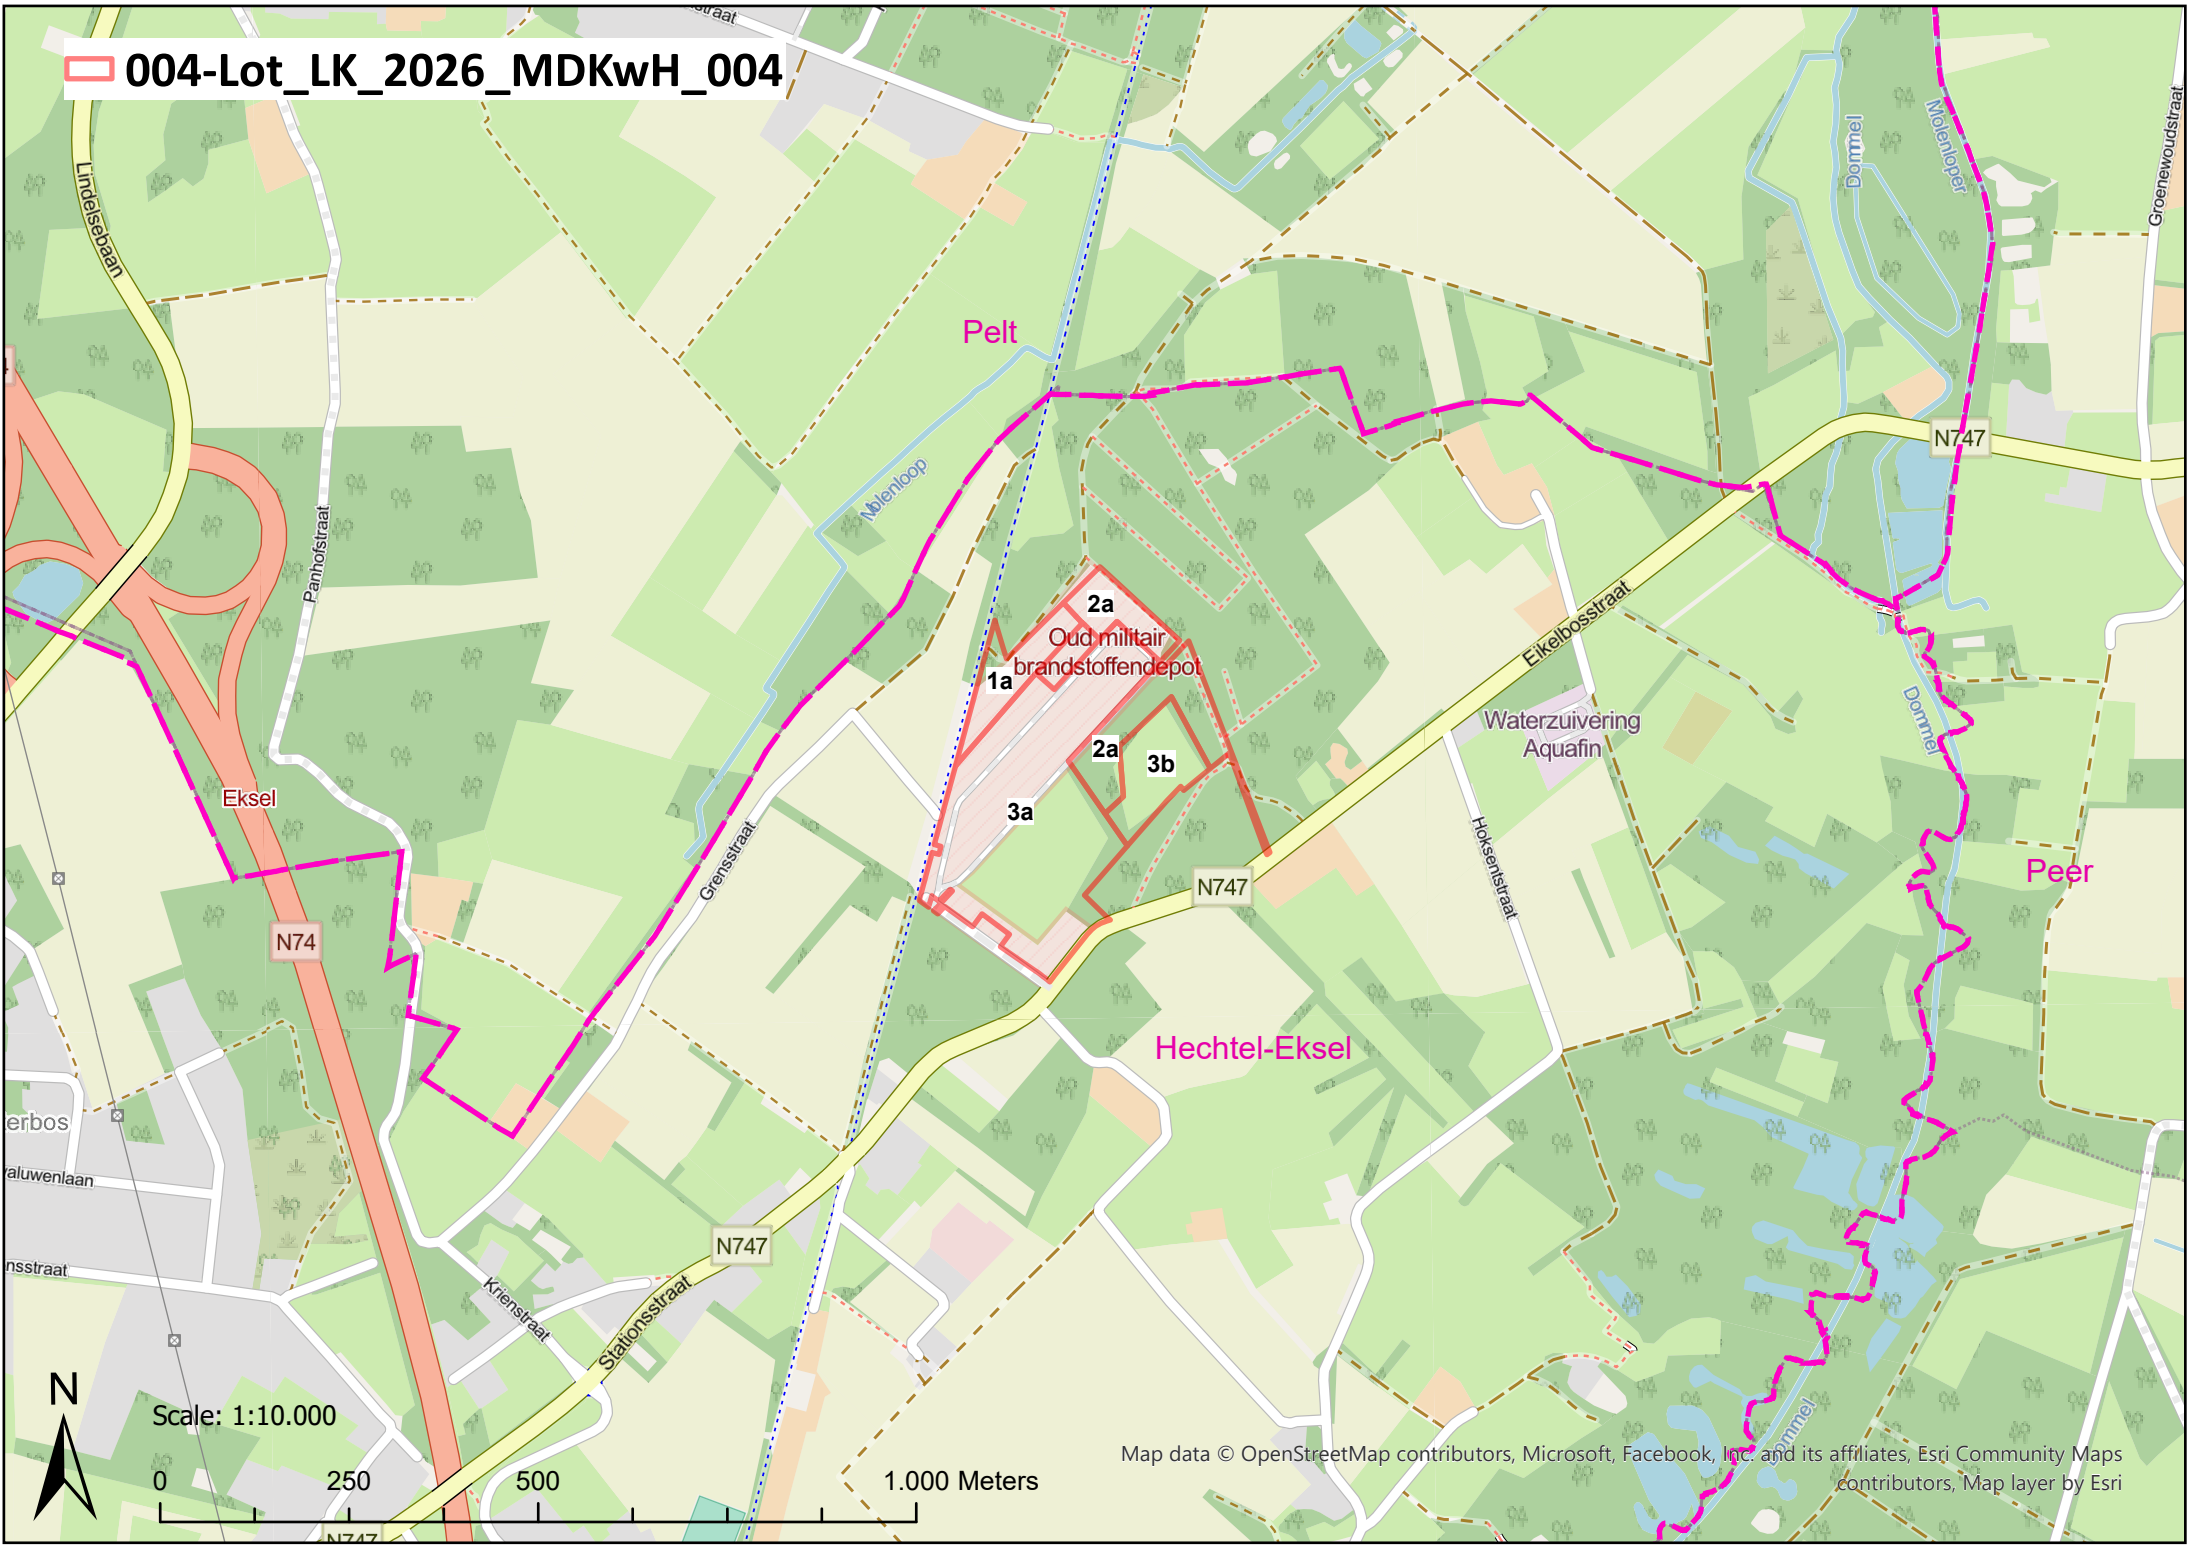 004-Lot_LK_2026_MDKwH_004
Lindelsebaan
Dommel
Molenloper
Groenewoudstraat
Pelt
N747
Molenloop
Panhofstraat
2a
Oud militair
brandstoffendepot
1a
Eikelbosstraat
Waterzuivering
Aquafin
Dommel
2a
3b
Eksel
3a
Grensstraat
Hoksentstraat
Peer
N747
N74
Hechtel-Eksel
erbos
valuwenlaan
N747
nsstraat
Krienstraat
Stationsstraat
N
Scale: 1:10.000
Dommel
0 250 500 1.000 Meters
Map data © OpenStreetMap contributors, Microsoft, Facebook, Inc. and its affiliates, Esri Community Maps
contributors, Map layer by Esri
N747